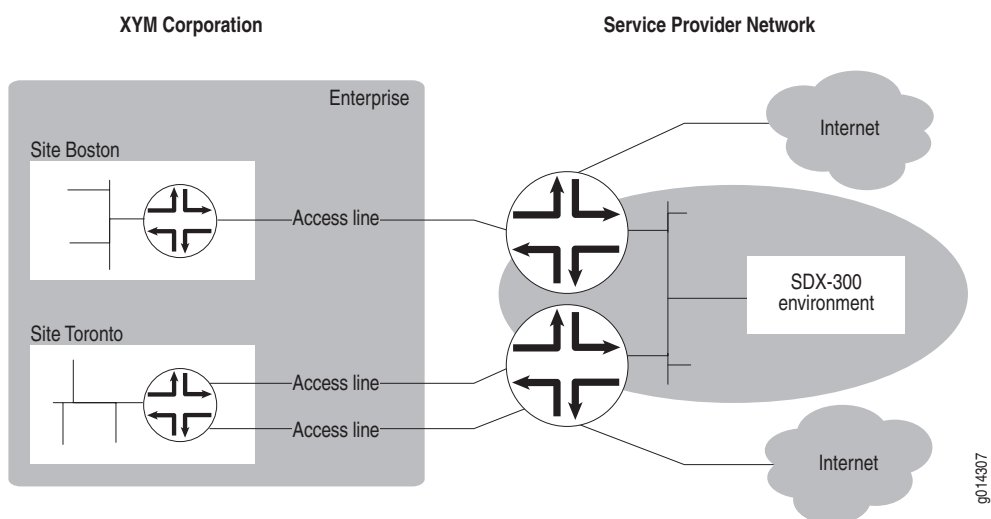 XYM Corporation
Service Provider Network
Enterprise
Internet
Site Boston
Access line
SDX-300
environment
Site Toronto
Access line
Access line
Internet
g014307